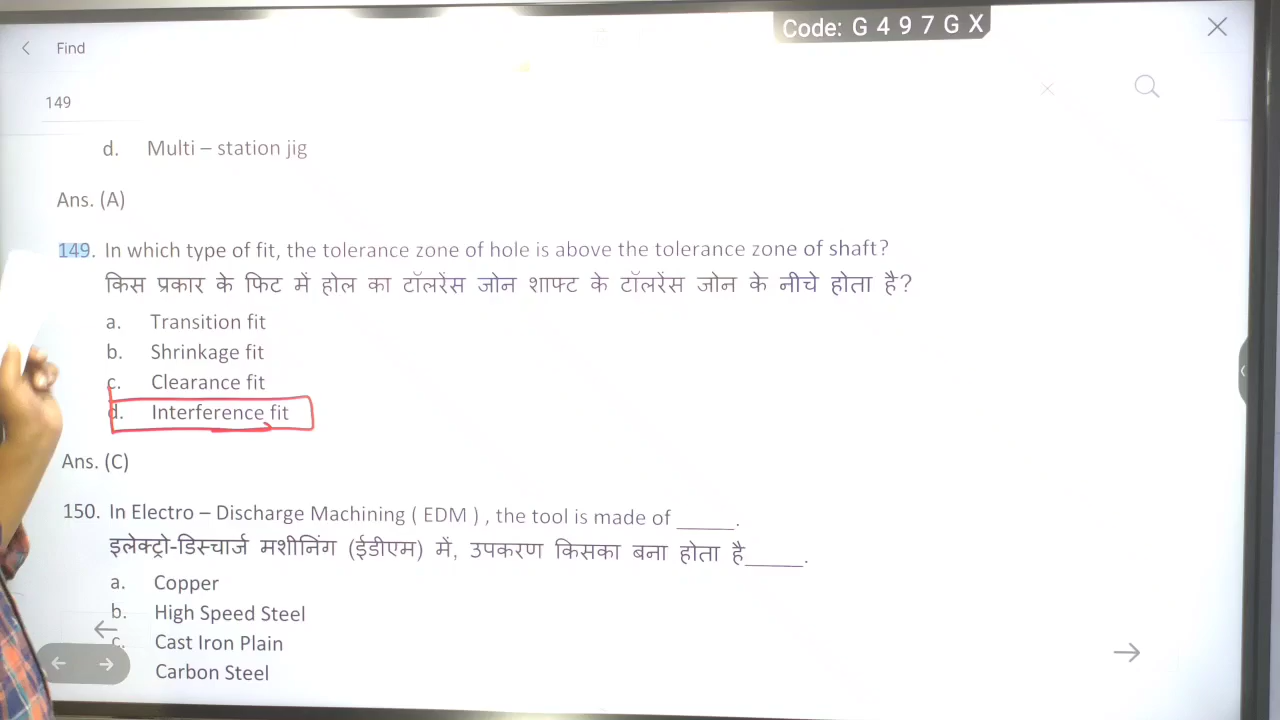 Code: G 4 9 7 G X
Find
149
d. Multi – station jig
Ans. (A)
149. In which type of fit, the tolerance zone of hole is above the tolerance zone of shaft?
किस प्रकार के फिट में होल का टॉलरेंस जोन शाफ्ट के टॉलरेंस जोन के नीचे होता है?
a. Transition fit
b. Shrinkage fit
c. Clearance fit
d. Interference fit
Ans. (C)
150. In Electro – Discharge Machining ( EDM ) , the tool is made of _____.
इलेक्ट्रो-डिस्चार्ज मशीनिंग (ईडीएम) में, उपकरण किसका बना होता है_____.
a. Copper
b. High Speed Steel
c. Cast Iron Plain
Carbon Steel